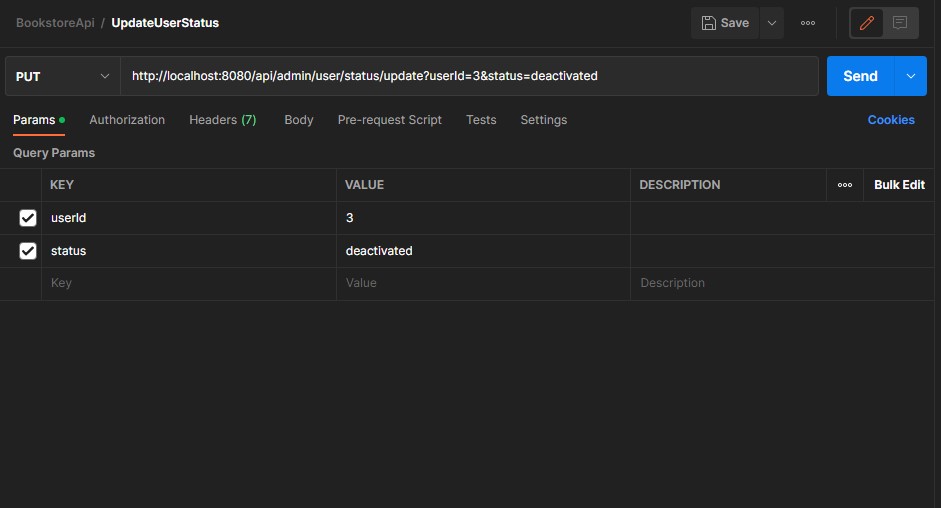 BookstoreApi / UpdateUserStatus
Save
PUT
http://localhost:8080/api/admin/user/status/update?userId=3&status=deactivated
Send
Params Authorization Headers (7) Body Pre-request Script Tests Settings Cookies
Query Params
KEY VALUE DESCRIPTION Bulk Edit
userId 3
status deactivated
Key Value Description